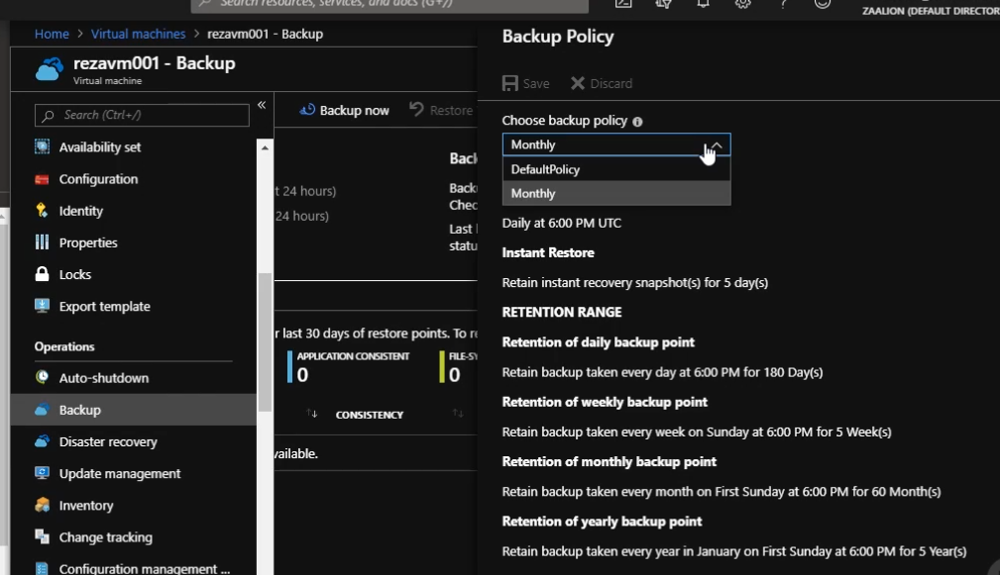 Search resources, services, and docs (G+/)
ZAALION (DEFAULT DIRECTOR
Home > Virtual machines > rezavm001 - Backup
rezavm001 - Backup
Virtual machine
Search (Ctrl+/)
«
Availability set
Configuration
Identity
Properties
Locks
Export template
Operations
Auto-shutdown
Backup
Disaster recovery
Update management
Inventory
Change tracking
Configuration management ...
Backup now
Restore
t 24 hours)
24 hours)
Last
statu
r last 30 days of restore points. To re
APPLICATION CONSISTENT
0
FILE-SY
0
CONSISTENCY
vailable.
Backup Policy
Save
Discard
Choose backup policy
Monthly
DefaultPolicy
Monthly
Daily at 6:00 PM UTC
Instant Restore
Retain instant recovery snapshot(s) for 5 day(s)
RETENTION RANGE
Retention of daily backup point
Retain backup taken every day at 6:00 PM for 180 Day(s)
Retention of weekly backup point
Retain backup taken every week on Sunday at 6:00 PM for 5 Week(s)
Retention of monthly backup point
Retain backup taken every month on First Sunday at 6:00 PM for 60 Month(s)
Retention of yearly backup point
Retain backup taken every year in January on First Sunday at 6:00 PM for 5 Year(s)